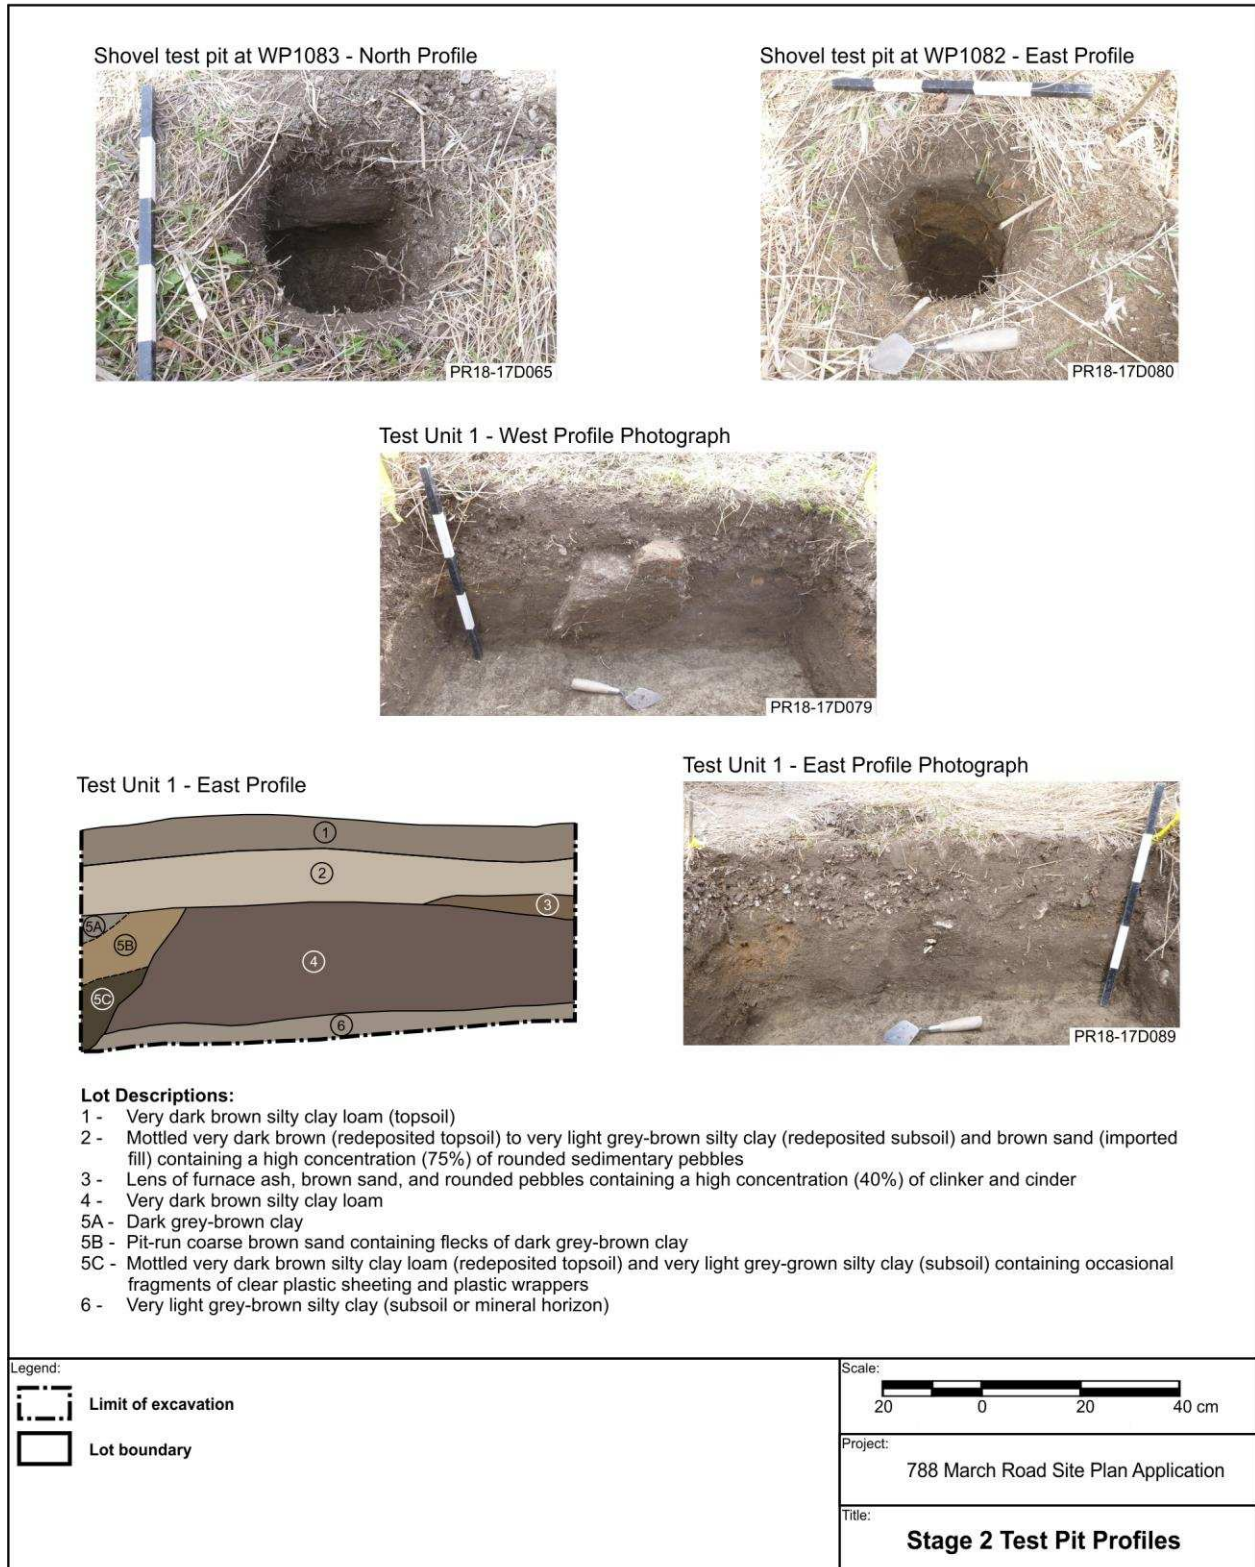 Shovel test pit at WP1083 - North Profile
Shovel test pit at WP1082 - East Profile
PR18-17D065
PR18-17D080
Test Unit 1 - West Profile Photograph
PR18-17D079
Test Unit 1 - East Profile
Test Unit 1 - East Profile Photograph
1
2
3
5A
5B
4
5C
6
PR18-17D089
Lot Descriptions:
1 - Very dark brown silty clay loam (topsoil)
2 - Mottled very dark brown (redeposited topsoil) to very light grey-brown silty clay (redeposited subsoil) and brown sand (imported
fill) containing a high concentration (75%) of rounded sedimentary pebbles
3 - Lens of furnace ash, brown sand, and rounded pebbles containing a high concentration (40%) of clinker and cinder
4 - Very dark brown silty clay loam
5A - Dark grey-brown clay
5B - Pit-run coarse brown sand containing flecks of dark grey-brown clay
5C - Mottled very dark brown silty clay loam (redeposited topsoil) and very light grey-grown silty clay (subsoil) containing occasional
fragments of clear plastic sheeting and plastic wrappers
6 - Very light grey-brown silty clay (subsoil or mineral horizon)
Legend:
Limit of excavation
Lot boundary
Scale:
20 0 20 40 cm
Project:
788 March Road Site Plan Application
Title:
Stage 2 Test Pit Profiles